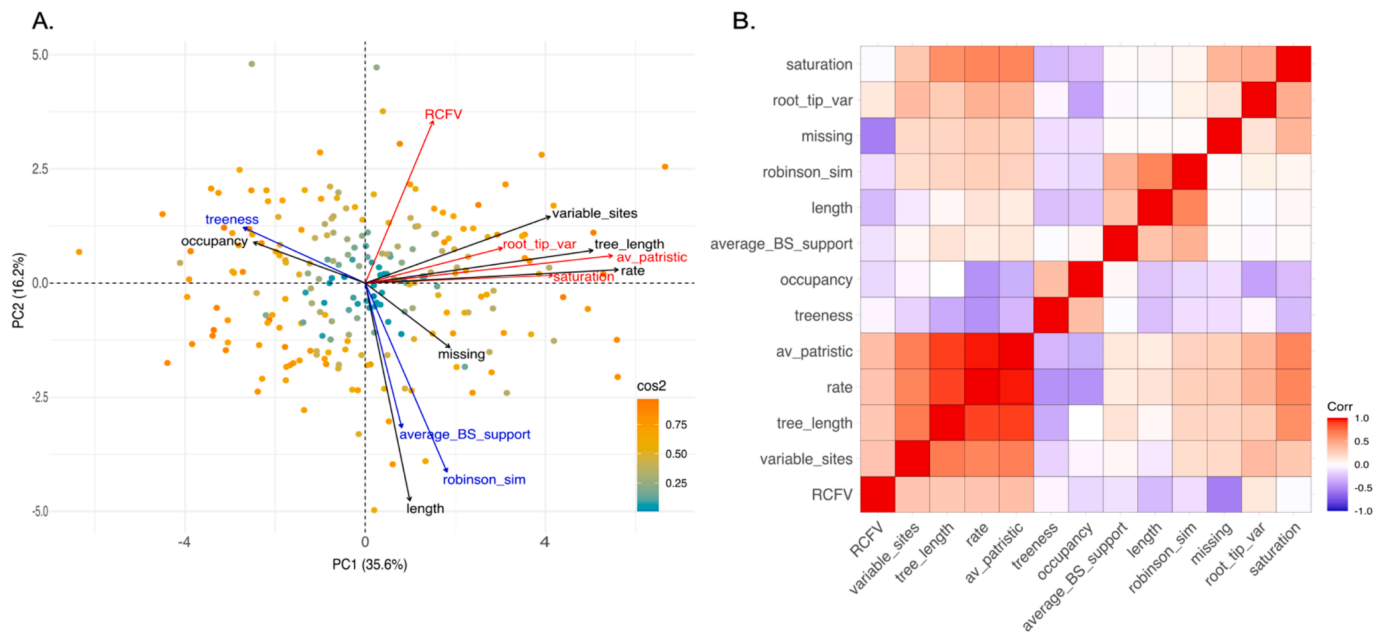 A.
5.0
2.5
0.0
-2.5
-5.0
PC2 (16.2%)
RCFV
treeness
occupancy
variable_sites
root_tip_var
tree_length
av_patristic
rate
saturation
missing
average_BS_support
robinson_sim
length
cos2
0.75
0.50
0.25
-4
0
4
PC1 (35.6%)
B.
saturation
root_tip_var
missing
robinson_sim
length
average_BS_support
occupancy
treeness
av_patristic
rate
tree_length
variable_sites
RCFV
RCFV
variable_sites
tree_length
rate
av_patristic
treeness
occupancy
average_BS_support
length
robinson_sim
missing
root_tip_var
saturation
Corr
1.0
0.5
0.0
-0.5
-1.0